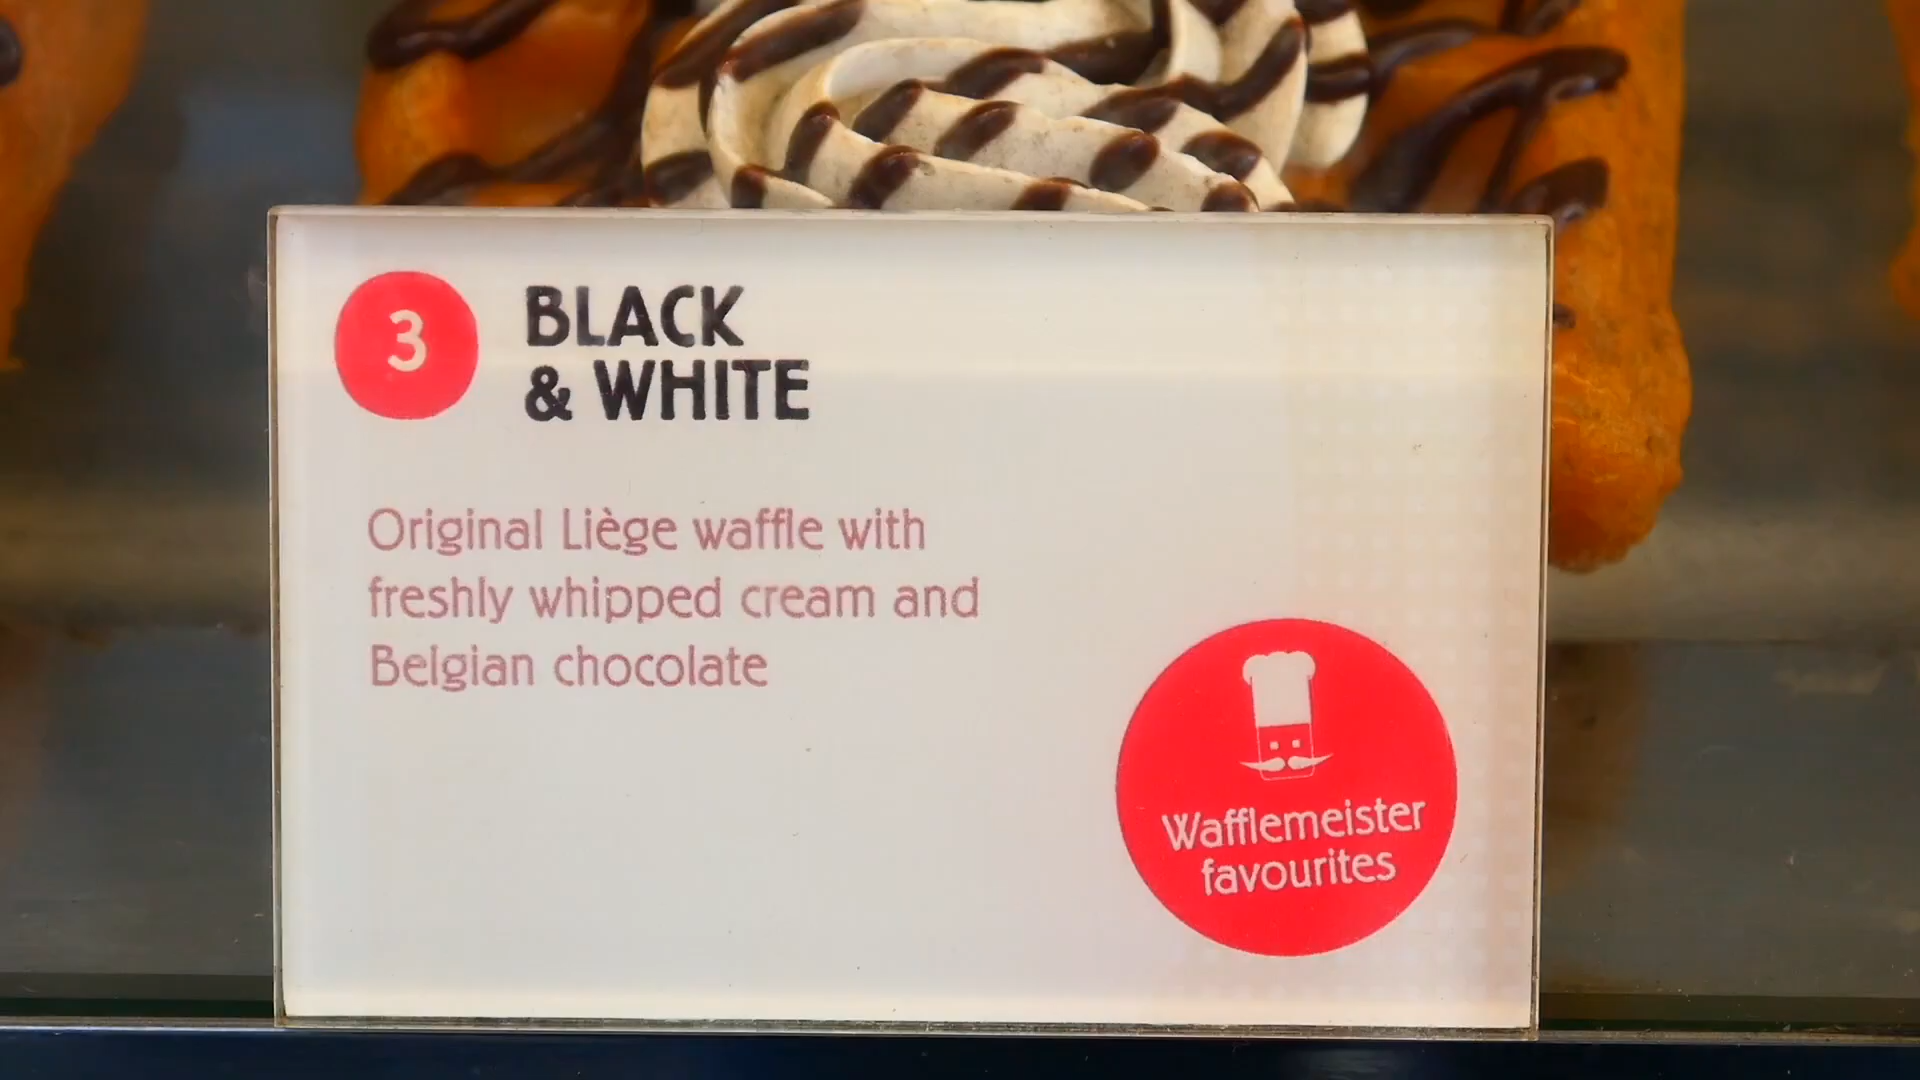 3
BLACK
& WHITE
Original Liège waffle with
freshly whipped cream and
Belgian chocolate
Wafflemeister
favourites